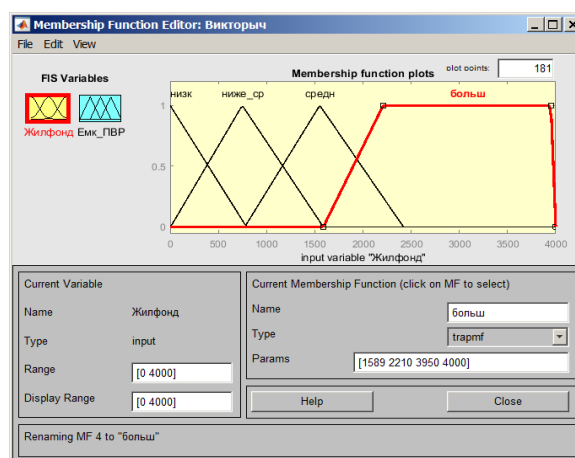 Membership Function Editor: Викторыч
File Edit View
FIS Variables
Membership function plots
plot points:
181
низк
ниже_ср
средн
больш
Жилфонд
Емк_ПВР
1
0.5
0
0 500 1000 1500 2000 2500 3000 3500 4000
input variable "Жилфонд"
Current Variable
Name Жилфонд
Type input
Range [0 4000]
Display Range [0 4000]
Current Membership Function (click on MF to select)
Name больш
Type trapmf
Params [1589 2210 3950 4000]
Help Close
Renaming MF 4 to "больш"